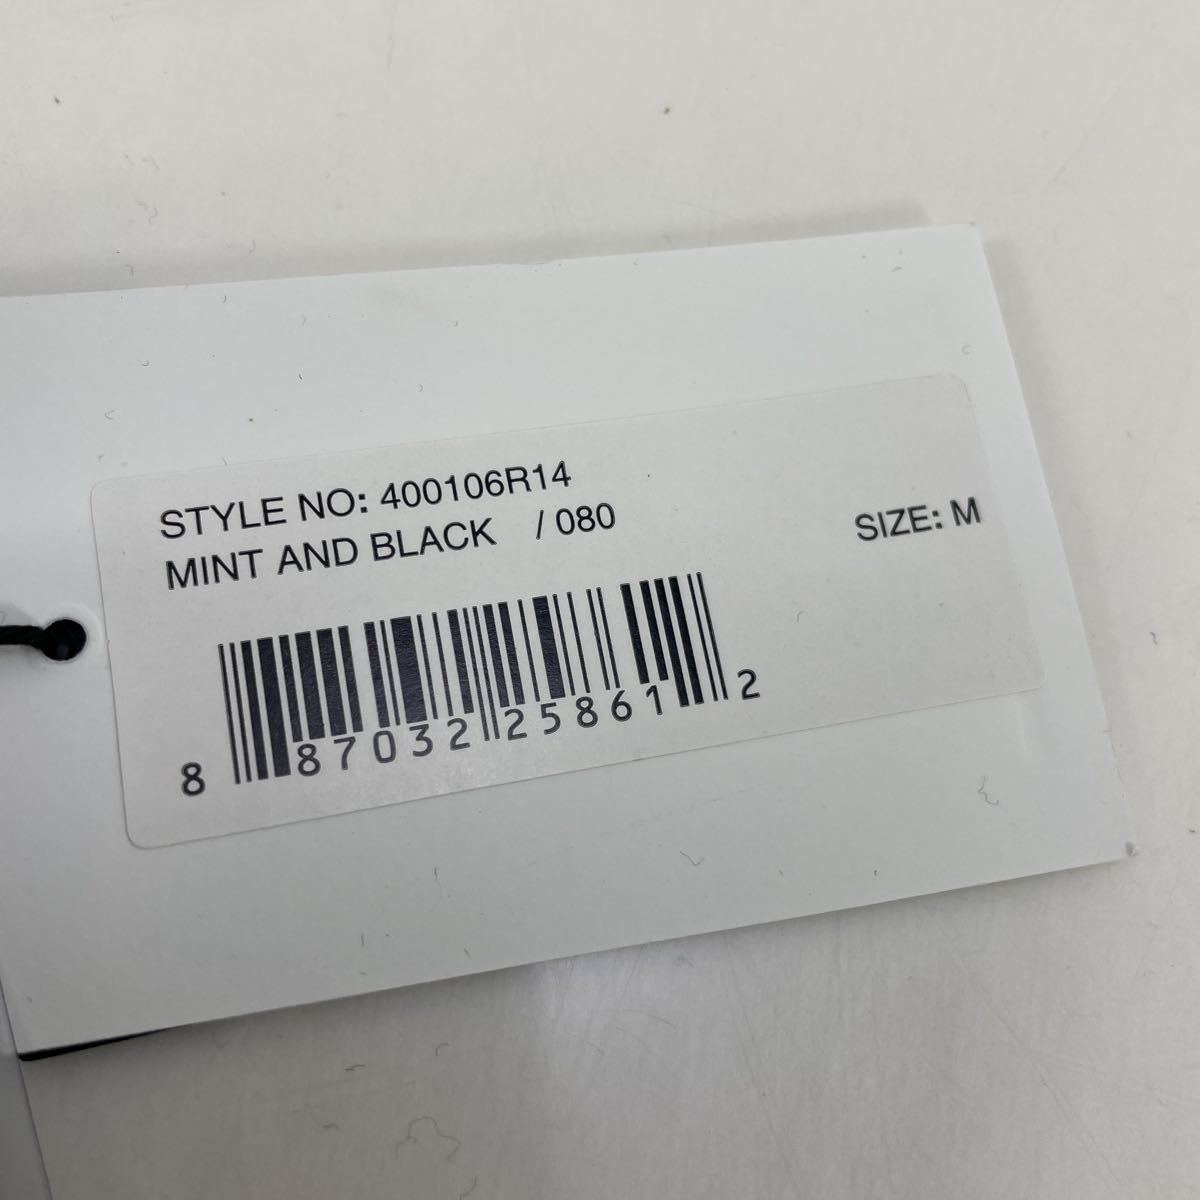 STYLE NO: 400106R14
MINT AND BLACK / 080
SIZE: M
8 87032 25861 2